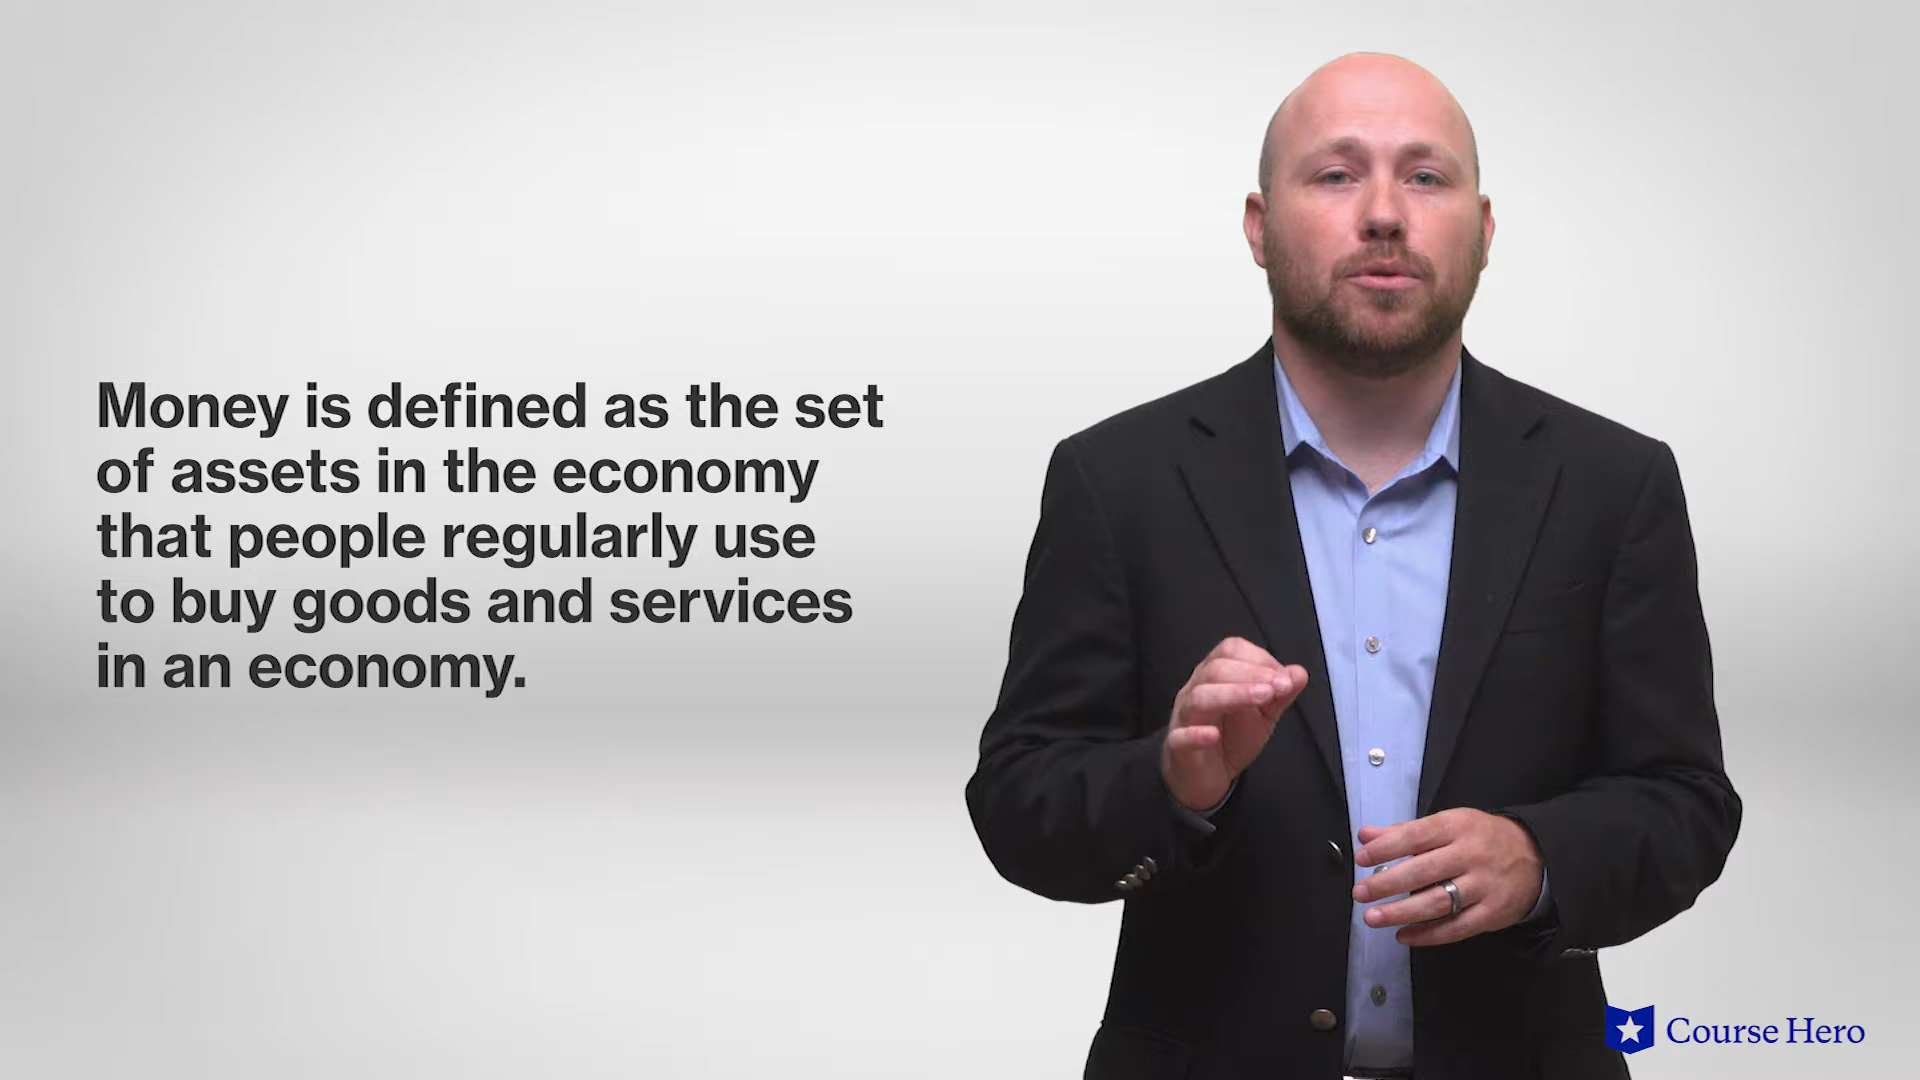 Money is defined as the set
of assets in the economy
that people regularly use
to buy goods and services
in an economy.
Course Hero